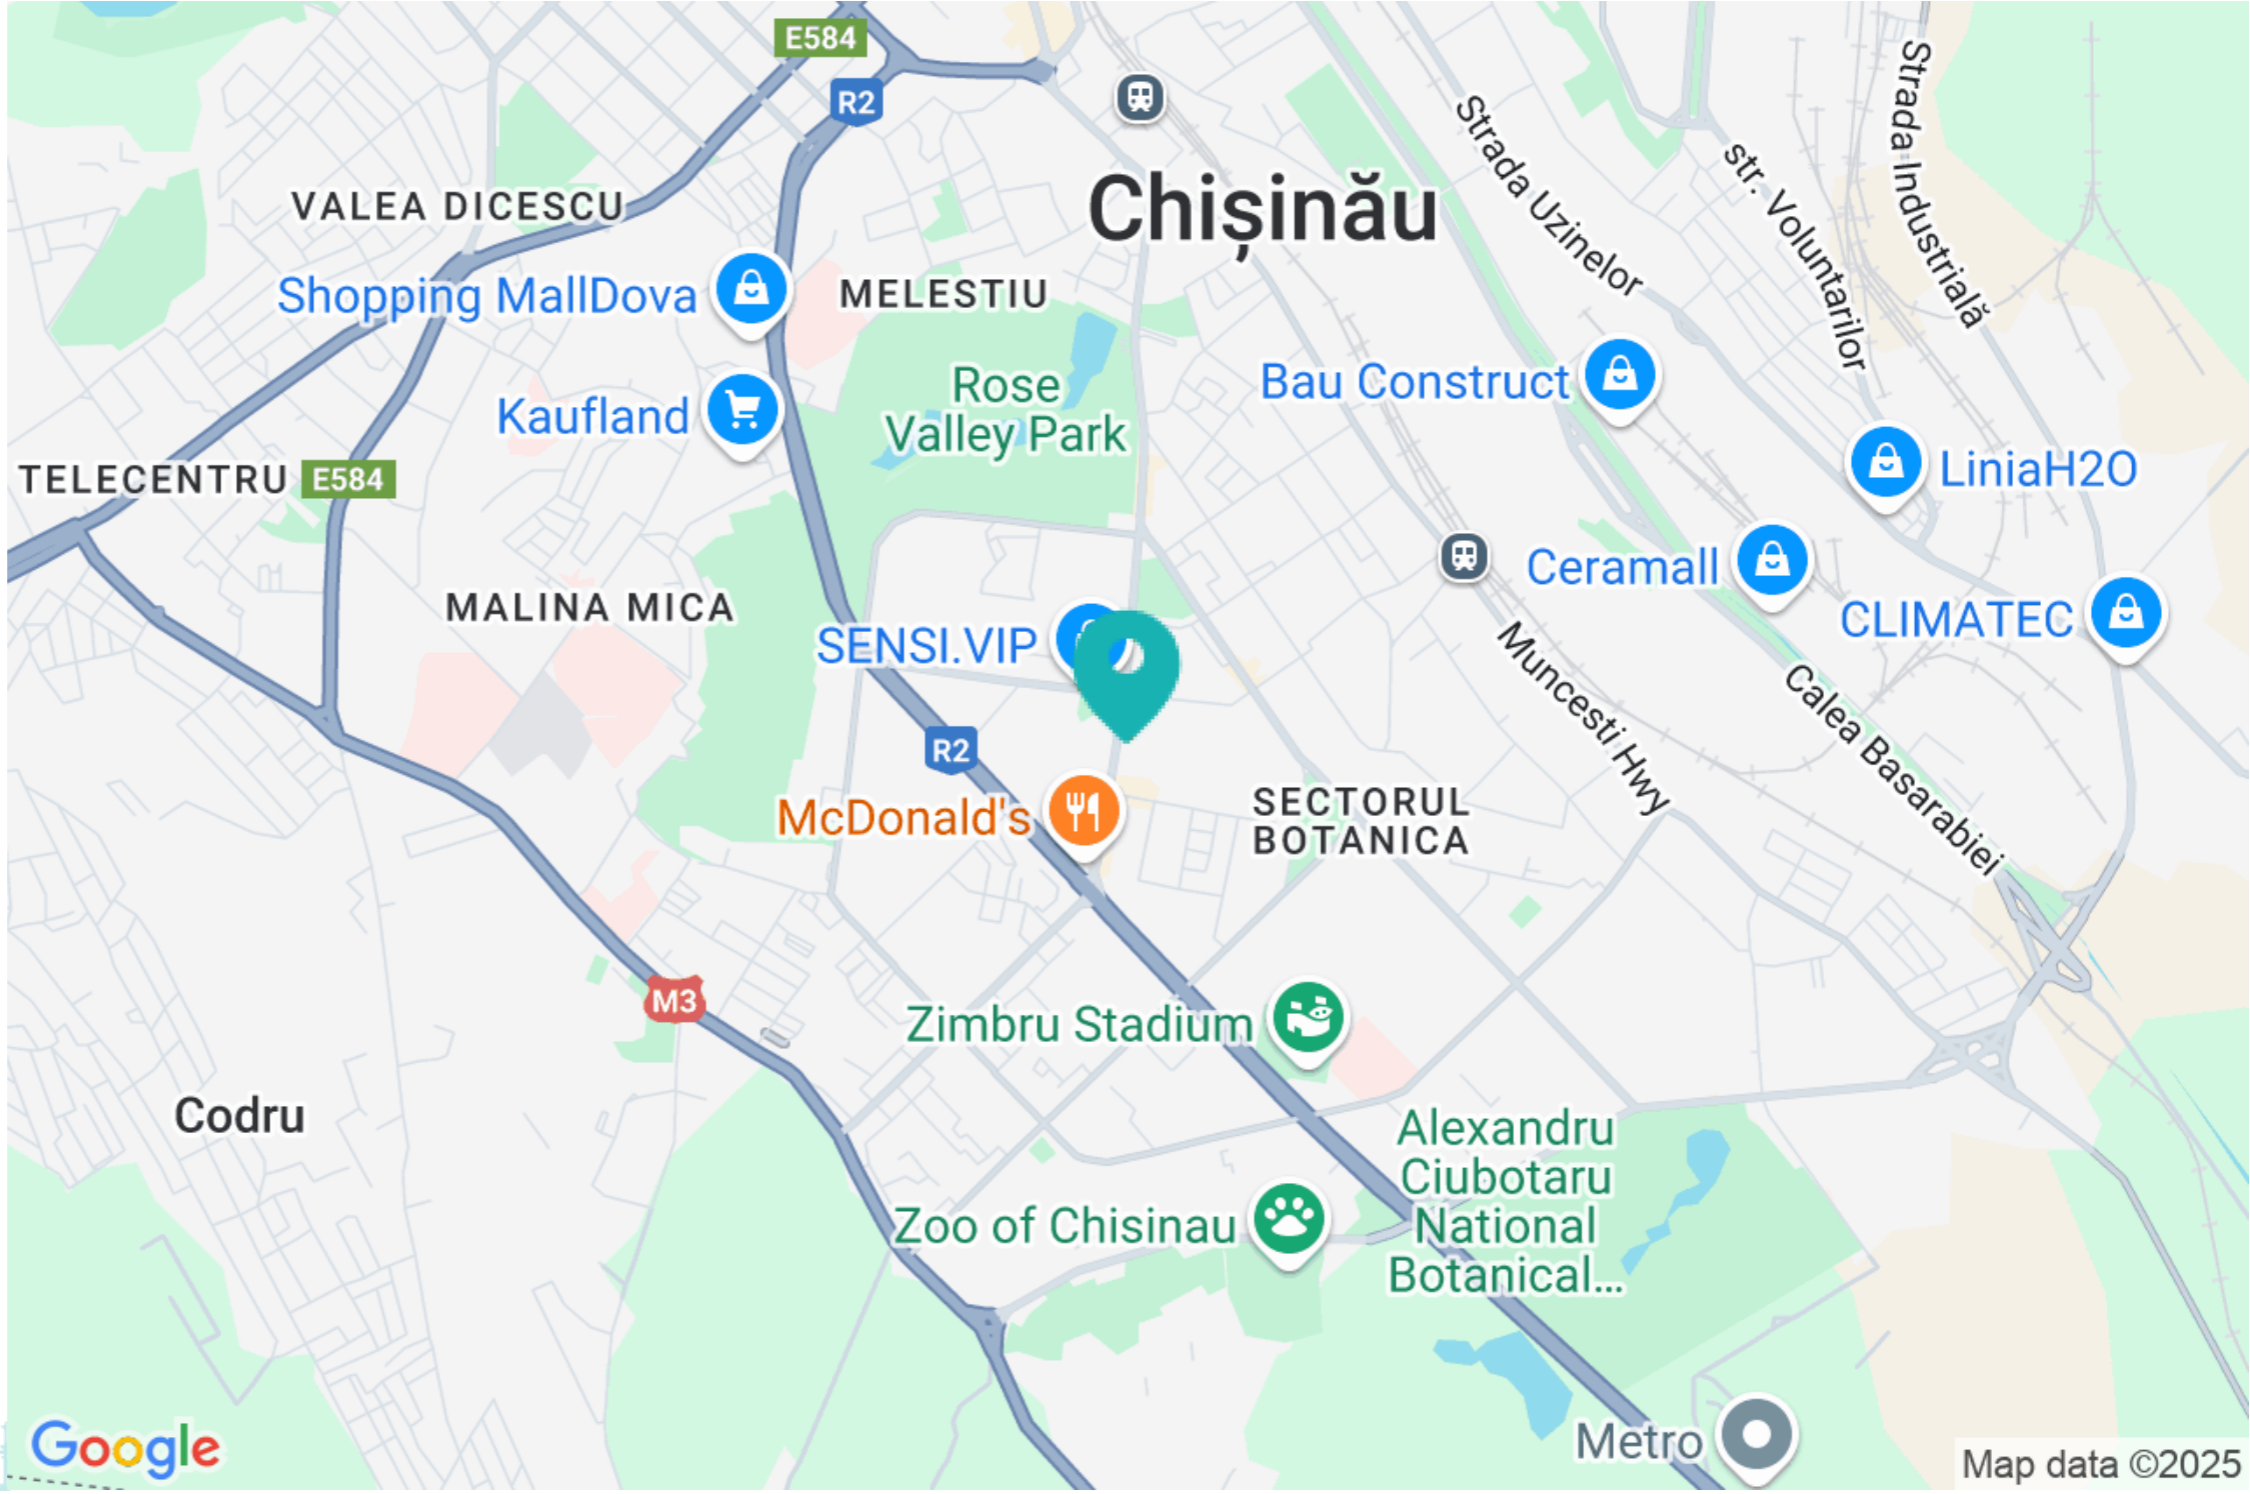 E584
R2
Strada Uzinelor
str. Voluntarilor
Strada Industrială
VALEA DICESCU
Chișinău
Shopping MallDova
MELESTIU
Rose
Valley Park
Kaufland
Bau Construct
LiniaH2O
TELECENTRU
E584
Ceramall
MALINA MICA
CLIMATEC
SENSI.VIP
Muncesti Hwy
Calea Basarabiei
R2
McDonald's
SECTORUL
BOTANICA
M3
Zimbru Stadium
Codru
Alexandru
Ciubotaru
National
Botanical...
Zoo of Chisinau
Metro
Google
Map data ©2025